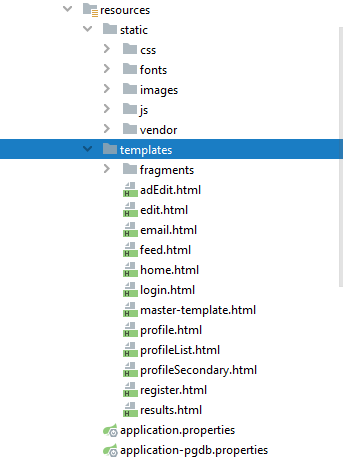 resources
static
css
fonts
images
js
vendor
templates
fragments
adEdit.html
edit.html
email.html
feed.html
home.html
login.html
master-template.html
profile.html
profileList.html
profileSecondary.html
register.html
results.html
application.properties
application-pgdb.properties